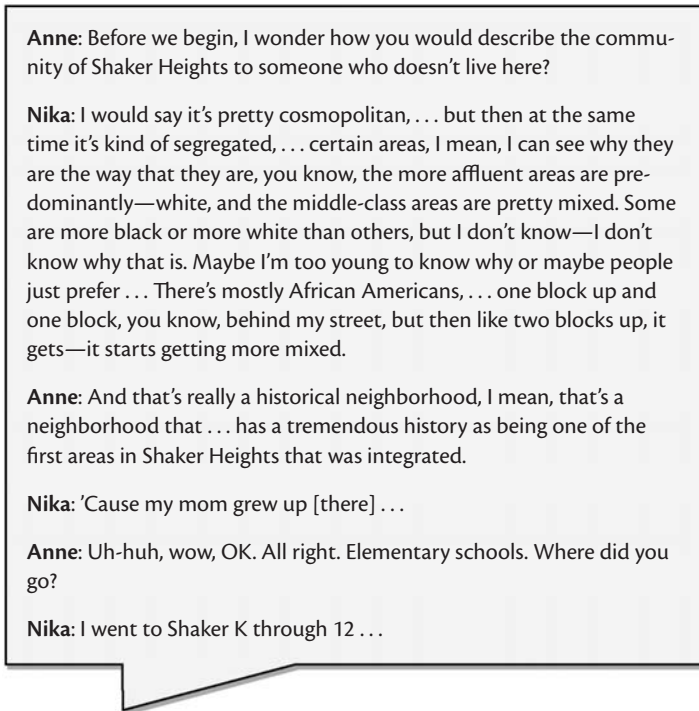 Anne: Before we begin, I wonder how you would describe the commu-
nity of Shaker Heights to someone who doesn't live here?
Nika: I would say it's pretty cosmopolitan, . . . but then at the same
time it's kind of segregated, . . . certain areas, I mean, I can see why they
are the way that they are, you know, the more affluent areas are pre-
dominantly—white, and the middle-class areas are pretty mixed. Some
are more black or more white than others, but I don't know—I don't
know why that is. Maybe I'm too young to know why or maybe people
just prefer . . . There's mostly African Americans, . . . one block up and
one block, you know, behind my street, but then like two blocks up, it
gets—it starts getting more mixed.
Anne: And that's really a historical neighborhood, I mean, that's a
neighborhood that . . . has a tremendous history as being one of the
first areas in Shaker Heights that was integrated.
Nika: 'Cause my mom grew up [there] . . .
Anne: Uh-huh, wow, OK. All right. Elementary schools. Where did you
go?
Nika: I went to Shaker K through 12 . . .